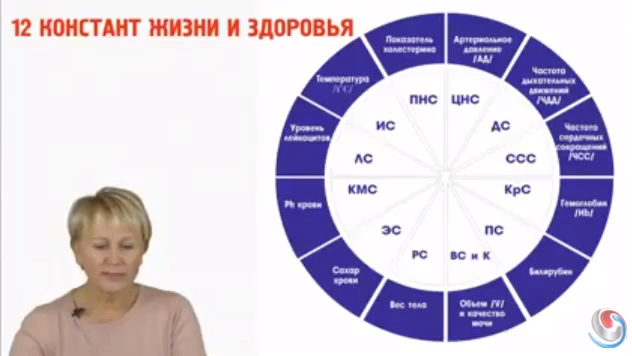 12 КОНСТАНТ ЖИЗНИ И ЗДОРОВЬЯ
Артериальное
давление
/АД/
Частота
дыхательных
движений
/ЧДД/
Частота
сердечных
сокращений
/ЧСС/
Гемоглобин
/Hb/
Билирубин
Объем /V/
и качество
мочи
Вес тела
Сахар
крови
Ph крови
Уровень
лейкоцитов
Температура
/t°C/
Показатель
холестерина
ЦНС
ДС
ССС
КрС
ПС
ВС и К
РС
ЭС
КМС
ЛС
ИС
ПНС